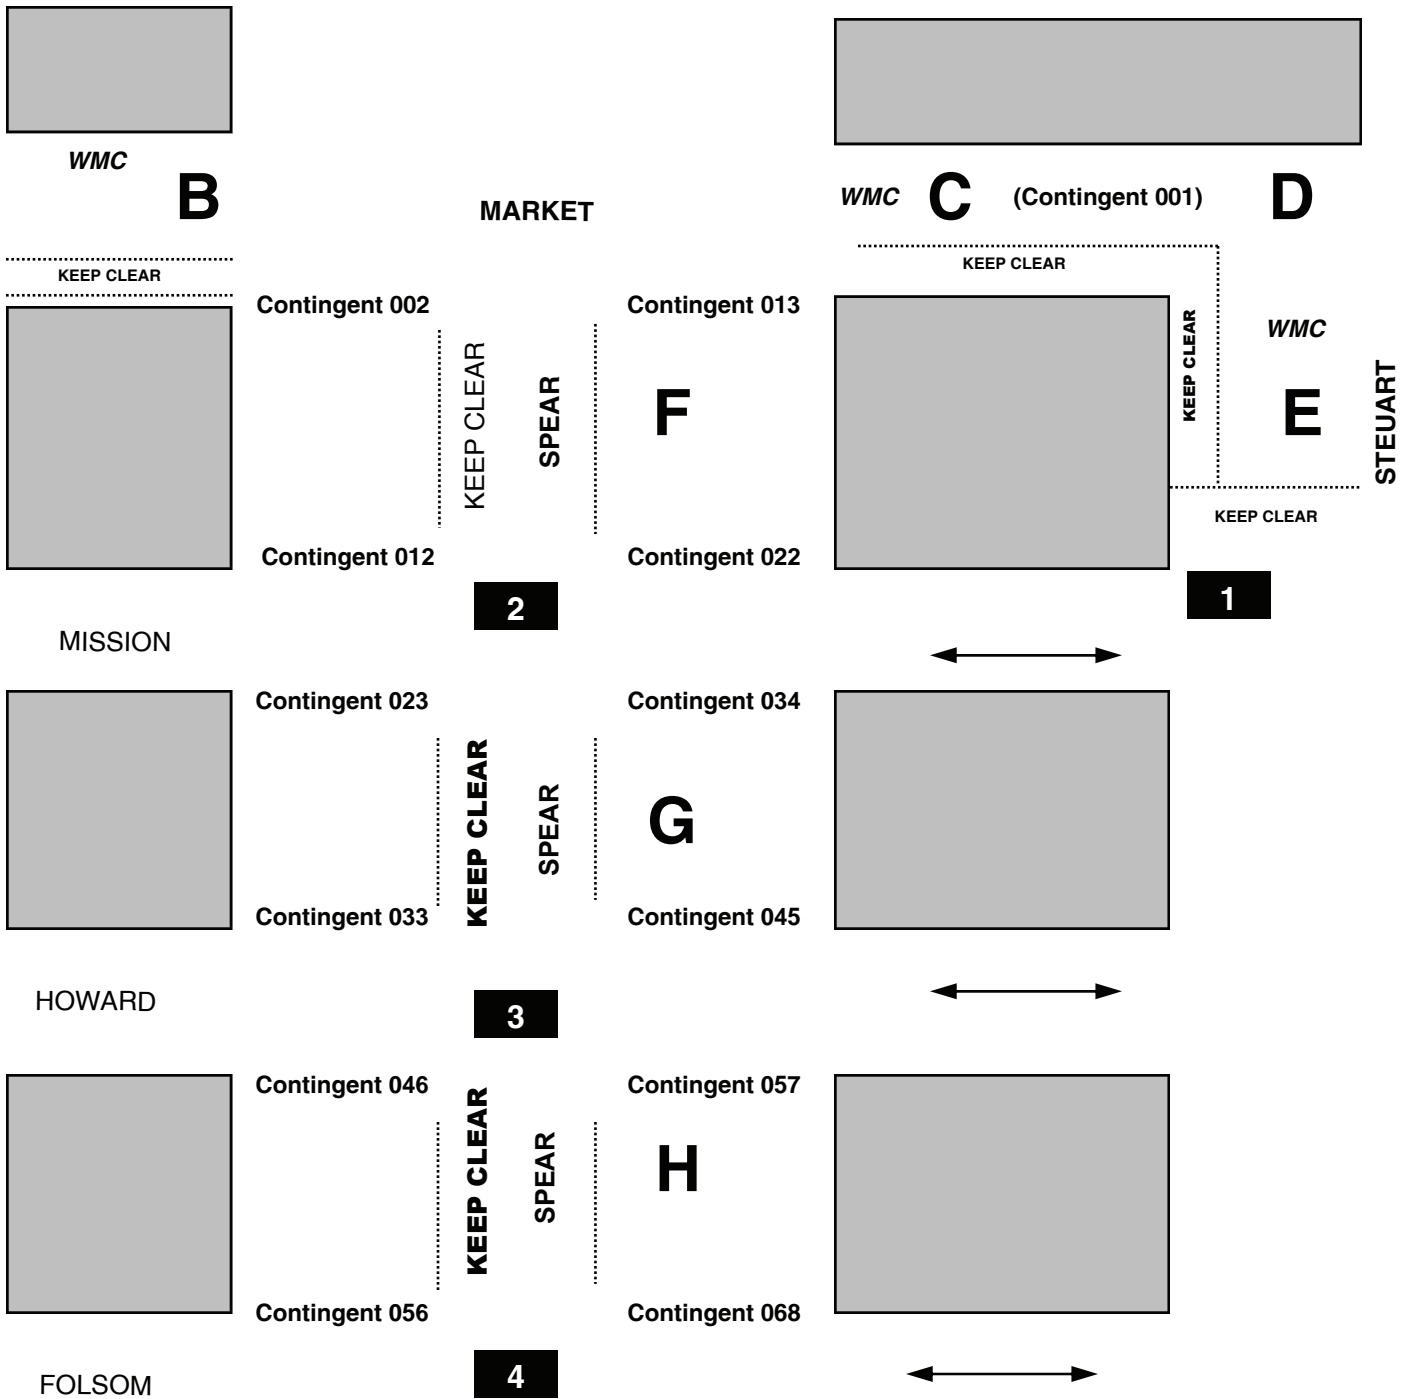 WMC
B
MARKET
WMC C (Contingent 001) D
KEEP CLEAR
KEEP CLEAR
Contingent 002
Contingent 013
KEEP CLEAR
WMC
KEEP CLEAR
SPEAR
F
E
STEUART
KEEP CLEAR
Contingent 012
Contingent 022
2
1
MISSION
Contingent 023
Contingent 034
KEEP CLEAR
SPEAR
G
Contingent 033
Contingent 045
HOWARD
3
Contingent 046
Contingent 057
KEEP CLEAR
SPEAR
H
Contingent 056
Contingent 068
4
FOLSOM